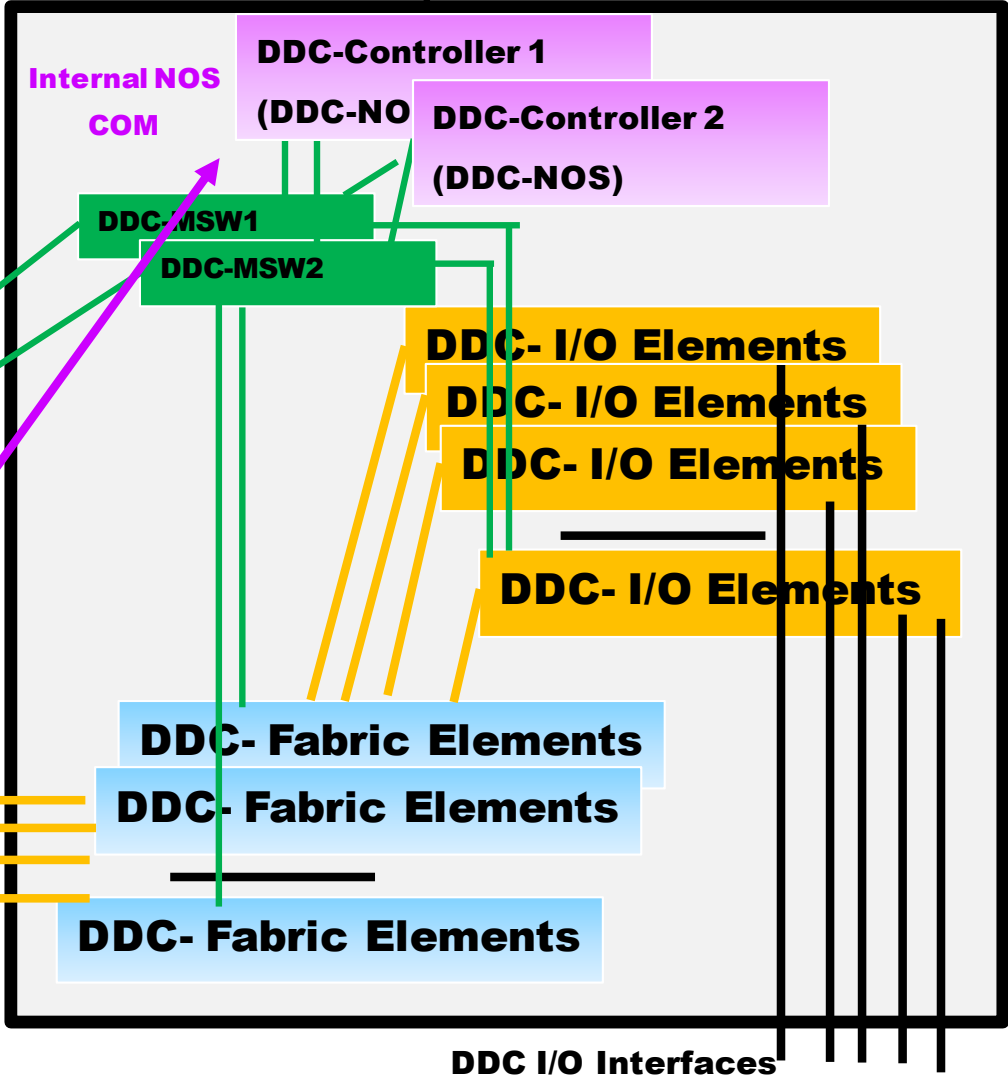 DDC-Controller 1
(DDC-NO
Internal NOS
COM
DDC-Controller 2
(DDC-NOS)
DDC-MSW1
DDC-MSW2
DDC- I/O Elements
DDC- I/O Elements
DDC- I/O Elements
DDC- I/O Elements
DDC- Fabric Elements
DDC- Fabric Elements
DDC- Fabric Elements
DDC I/O Interfaces